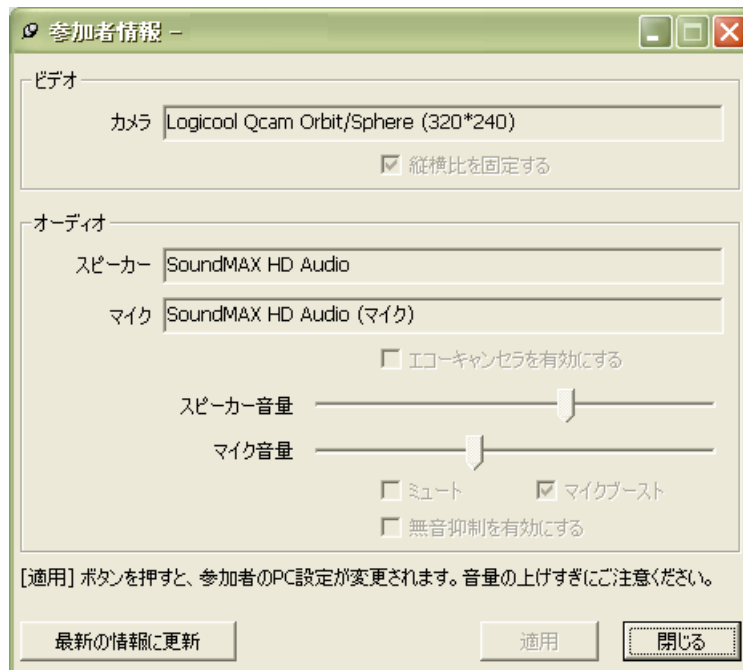 参加者情報 –
ビデオ
カメラ Logicool Qcam Orbit/Sphere (320*240)
縦横比を固定する
オーディオ
スピーカー SoundMAX HD Audio
マイク SoundMAX HD Audio (マイク)
エコーキャンセラを有効にする
スピーカー音量
マイク音量
ミュート マイクブースト
無音抑制を有効にする
[適用] ボタンを押すと、参加者のPC設定が変更されます。音量の上げすぎにご注意ください。
最新の情報に更新 適用 閉じる